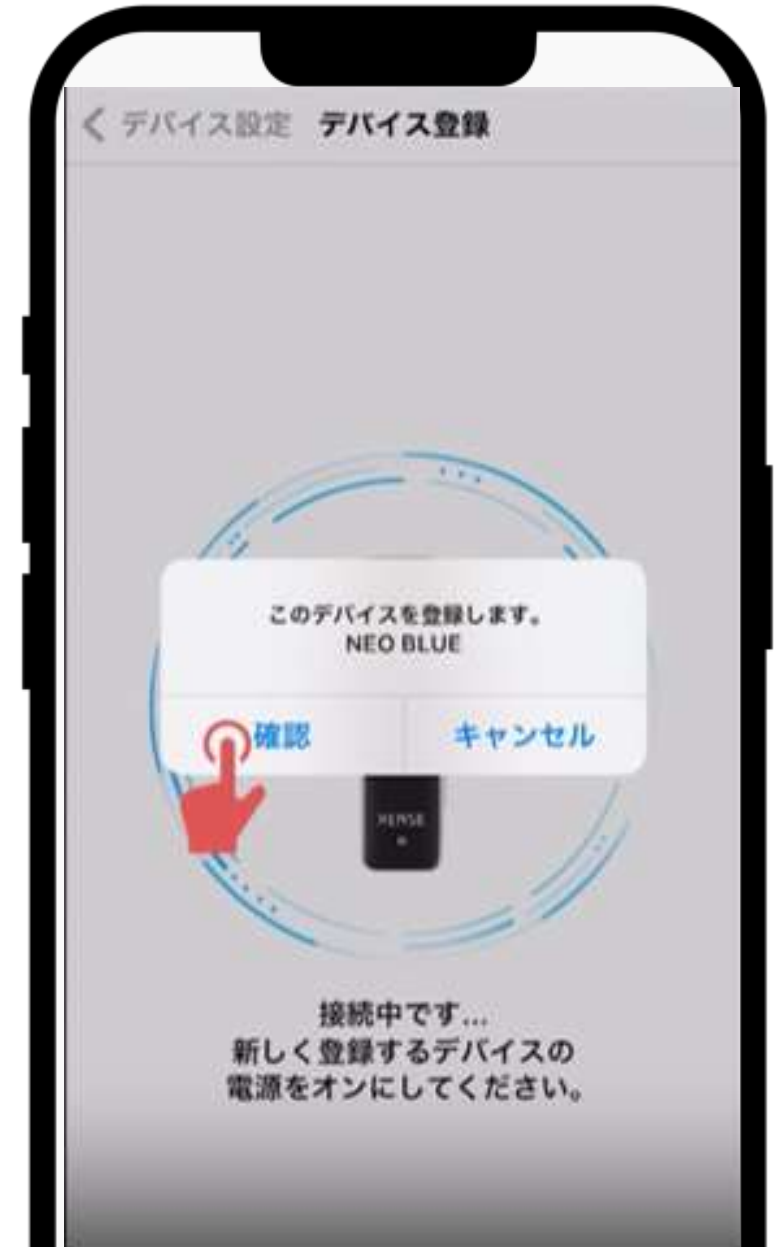 デバイス設定 デバイス登録
このデバイスを登録します。
NEO BLUE
確認 キャンセル
接続中です...
新しく登録するデバイスの
電源をオンにしてください。